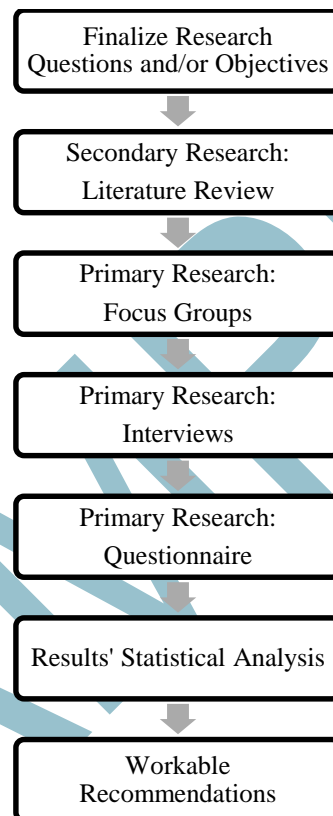 Finalize Research
Questions and/or Objectives
Secondary Research:
Literature Review
Primary Research:
Focus Groups
Primary Research:
Interviews
Primary Research:
Questionnaire
Results' Statistical Analysis
Workable
Recommendations